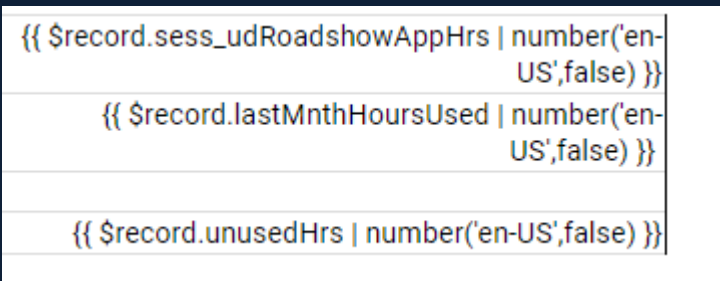 {{ $record.sess_udRoadshowAppHrs | number('en-
US',false) }}
{{ $record.lastMnthHoursUsed | number('en-
US',false) }}
{{ $record.unusedHrs | number('en-US',false) }}